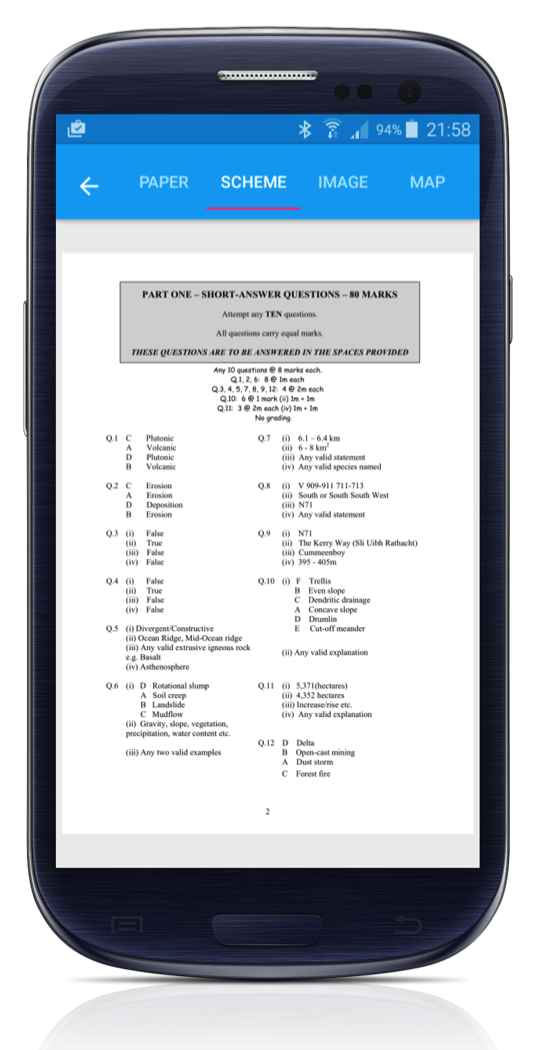 94% 21:58
PAPER SCHEME IMAGE MAP
PART ONE – SHORT-ANSWER QUESTIONS – 80 MARKS
Attempt any TEN questions.
All questions carry equal marks.
THESE QUESTIONS ARE TO BE ANSWERED IN THE SPACES PROVIDED
Any 10 questions @ 8 marks each.
Q.1, 2, 6: 8 @ 1m each
Q.3, 4, 5, 7, 8, 9, 12: 4 @ 2m each
Q.10: 6 @ 1 mark (ii) 1m + 1m
Q.11: 3 @ 2m each (iv) 1m + 1m
No grading.
Q.1 C Plutonic
A Volcanic
D Plutonic
B Volcanic
Q.2 C Erosion
A Erosion
D Deposition
B Erosion
Q.3 (i) False
(ii) True
(iii) False
(iv) False
Q.4 (i) False
(ii) True
(iii) False
(iv) False
Q.5 (i) Divergent/Constructive
(ii) Ocean Ridge, Mid-Ocean ridge
(iii) Any valid extrusive igneous rock
e.g. Basalt
(iv) Asthenosphere
Q.6 (i) D Rotational slump
A Soil creep
B Landslide
C Mudflow
(ii) Gravity, slope, vegetation,
precipitation, water content etc.
(iii) Any two valid examples
Q.7 (i) 6.1 – 6.4 km
(ii) 6 - 8 km²
(iii) Any valid statement
(iv) Any valid species named
Q.8 (i) V 909-911 711-713
(ii) South or South South West
(iii) N71
(iv) Any valid statement
Q.9 (i) N71
(ii) The Kerry Way (Slí Uibh Rathacht)
(iii) Cummeenboy
(iv) 395 - 405m
Q.10 (i) F Trellis
B Even slope
C Dendritic drainage
A Concave slope
D Drumlin
E Cut-off meander
(ii) Any valid explanation
Q.11 (i) 5,371(hectares)
(ii) 4,352 hectares
(iii) Increase/rise etc.
(iv) Any valid explanation
Q.12 D Delta
B Open-cast mining
A Dust storm
C Forest fire
2